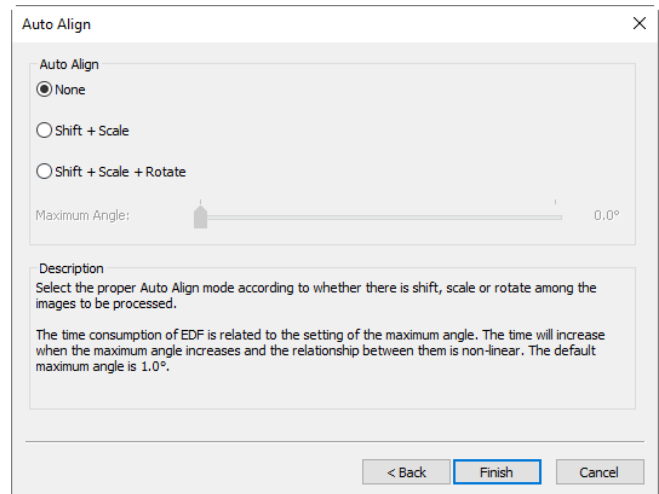 Auto Align
Auto Align
None
Shift + Scale
Shift + Scale + Rotate
Maximum Angle: 0.0°
Description
Select the proper Auto Align mode according to whether there is shift, scale or rotate among the
images to be processed.
The time consumption of EDF is related to the setting of the maximum angle. The time will increase
when the maximum angle increases and the relationship between them is non-linear. The default
maximum angle is 1.0°.
< Back Finish Cancel